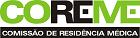 COREME
COMISSÃO DE RESIDÊNCIA MÉDICA